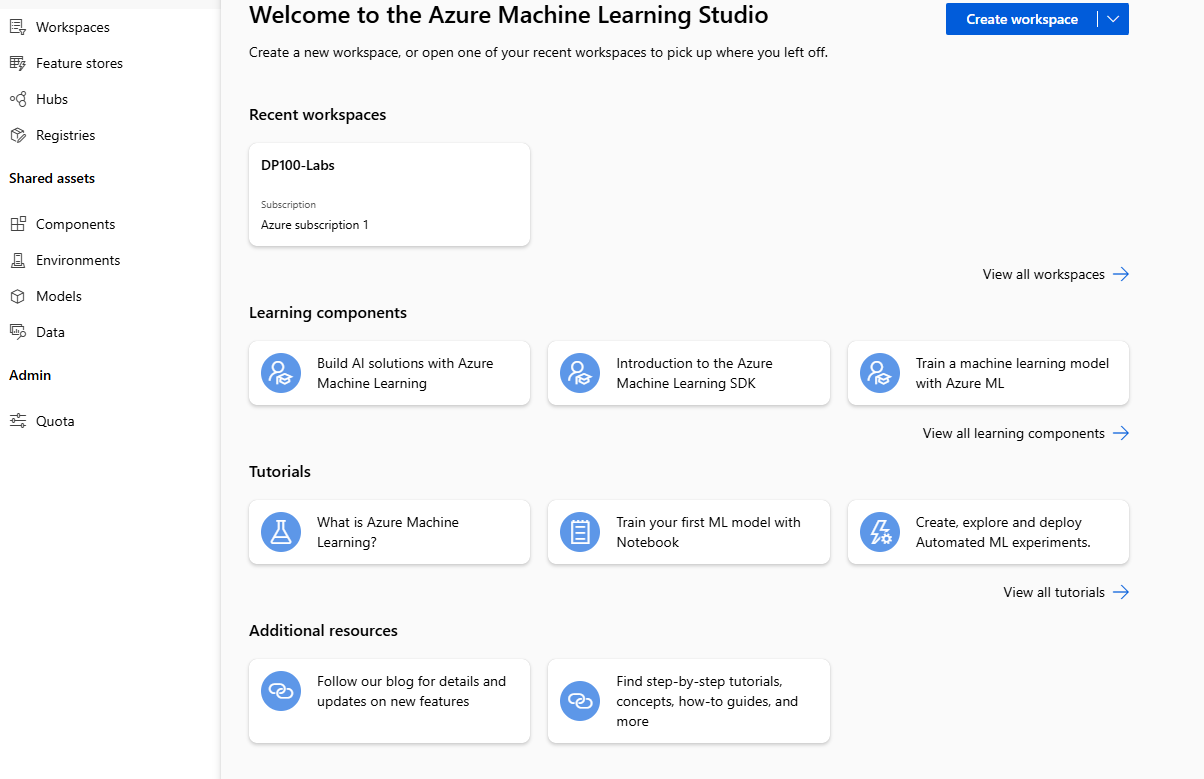 Workspaces
Feature stores
Hubs
Registries
Shared assets
Components
Environments
Models
Data
Admin
Quota
Welcome to the Azure Machine Learning Studio
Create workspace
Create a new workspace, or open one of your recent workspaces to pick up where you left off.
Recent workspaces
DP100-Labs
Subscription
Azure subscription 1
View all workspaces
Learning components
Build AI solutions with Azure
Machine Learning
Introduction to the Azure
Machine Learning SDK
Train a machine learning model
with Azure ML
View all learning components
Tutorials
What is Azure Machine
Learning?
Train your first ML model with
Notebook
Create, explore and deploy
Automated ML experiments.
View all tutorials
Additional resources
Follow our blog for details and
updates on new features
Find step-by-step tutorials,
concepts, how-to guides, and
more